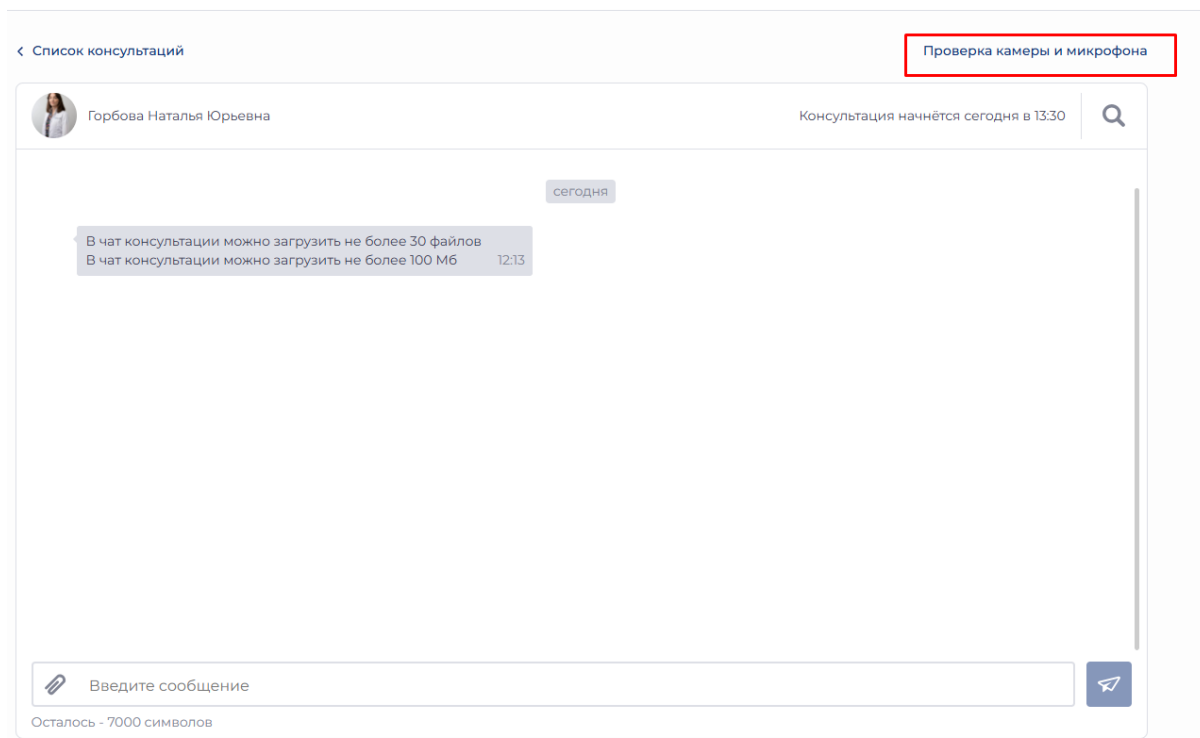 Список консультаций
Проверка камеры и микрофона
Горбова Наталья Юрьевна
Консультация начнётся сегодня в 13:30
сегодня
В чат консультации можно загрузить не более 30 файлов
В чат консультации можно загрузить не более 100 Мб 12:13
Введите сообщение
Осталось - 7000 символов